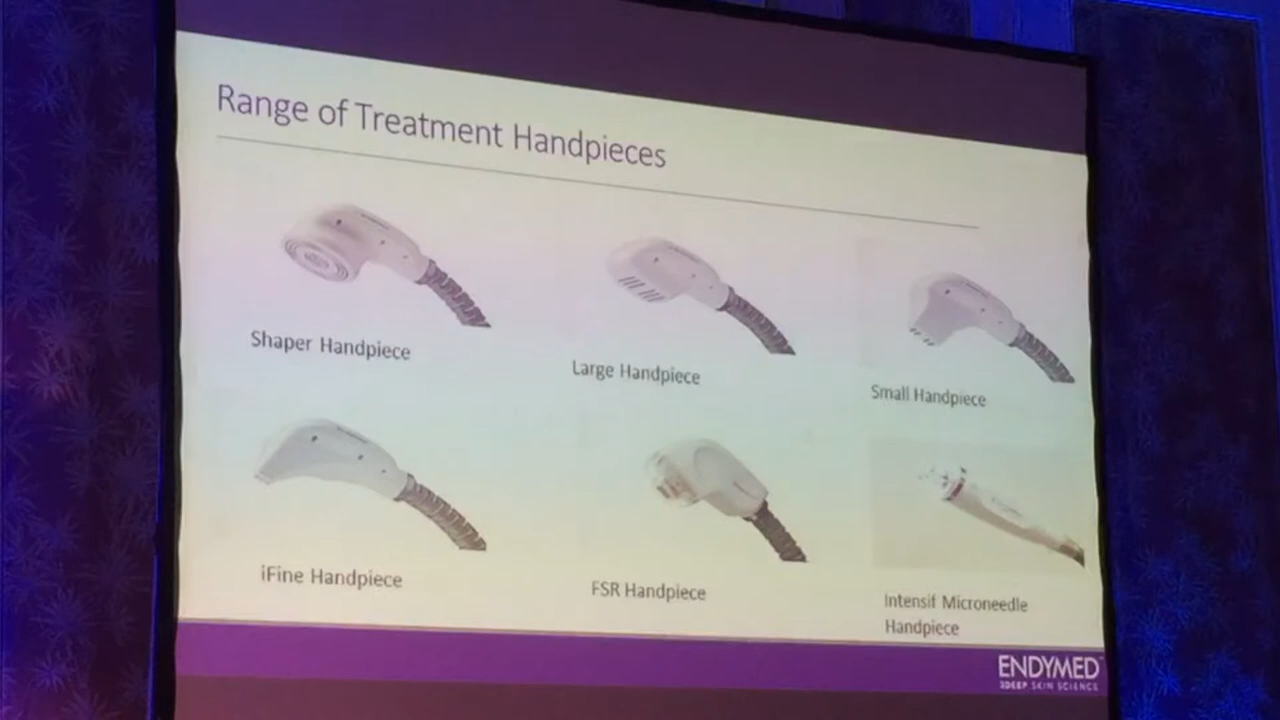 Range of Treatment Handpieces
Shaper Handpiece
Large Handpiece
Small Handpiece
iFine Handpiece
FSR Handpiece
Intensif Microneedle
Handpiece
ENDYMED™
3DEEP SKIN SCIENCE